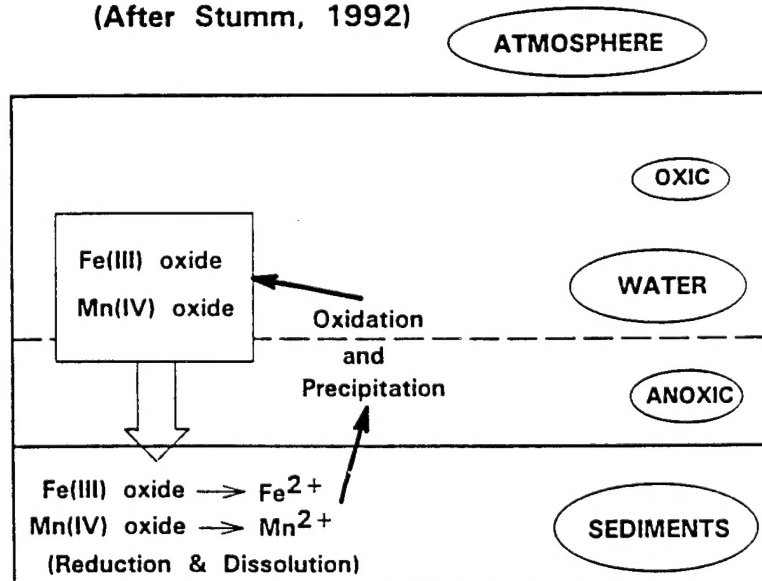 (After Stumm, 1992)
ATMOSPHERE
OXIC
Fe(III) oxide
Mn(IV) oxide
WATER
Oxidation
and
Precipitation
ANOXIC
Fe(III) oxide → Fe2+
Mn(IV) oxide → Mn2+
(Reduction & Dissolution)
SEDIMENTS